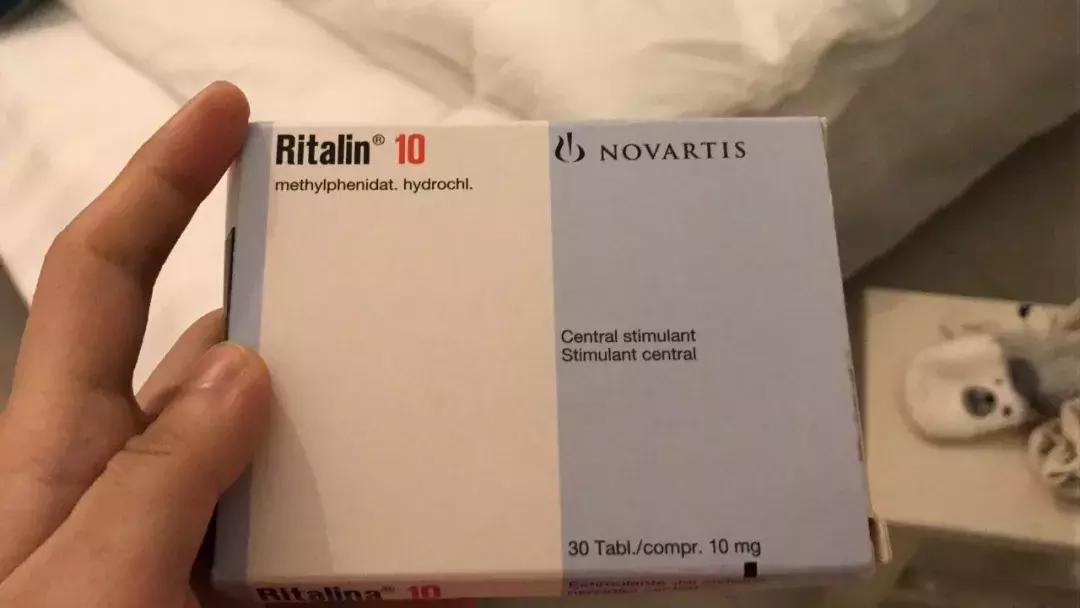 Ritalin® 10
methylphenidat. hydrochl.
NOVARTIS
Central stimulant
Stimulant central
30 Tabl./compr. 10 mg
Ritalina® 10